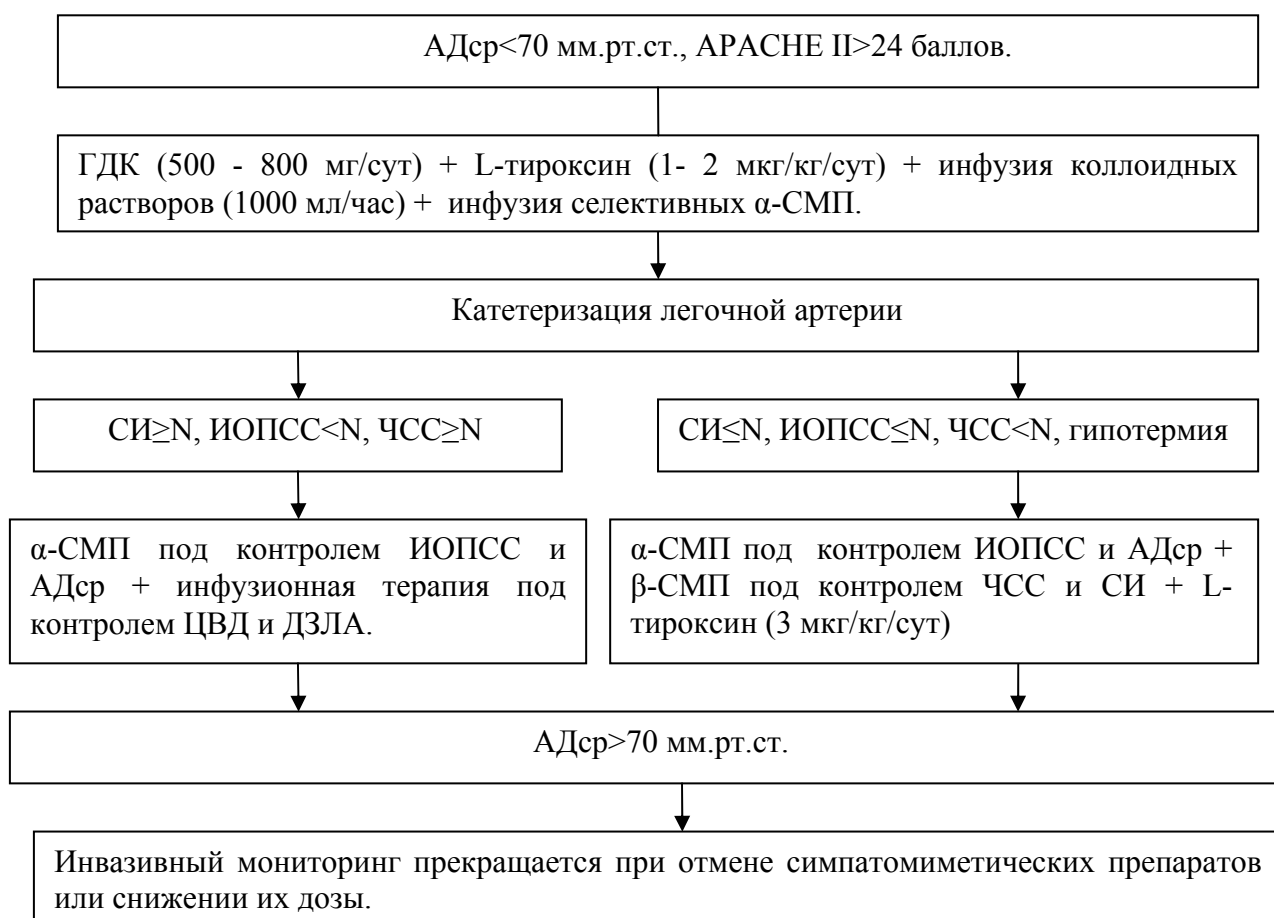 АДср<70 мм.рт.ст., APACHE II>24 баллов.
ГДК (500 - 800 мг/сут) + L-тироксин (1- 2 мкг/кг/сут) + инфузия коллоидных
растворов (1000 мл/час) + инфузия селективных α-СМП.
Катетеризация легочной артерии
СИ≥N, ИОПСС<N, ЧСС≥N
СИ≤N, ИОПСС≤N, ЧСС<N, гипотермия
α-СМП под контролем ИОПСС и
АДср + инфузионная терапия под
контролем ЦВД и ДЗЛА.
α-СМП под контролем ИОПСС и АДср +
β-СМП под контролем ЧСС и СИ + L-
тироксин (3 мкг/кг/сут)
АДср>70 мм.рт.ст.
Инвазивный мониторинг прекращается при отмене симпатомиметических препаратов
или снижении их дозы.